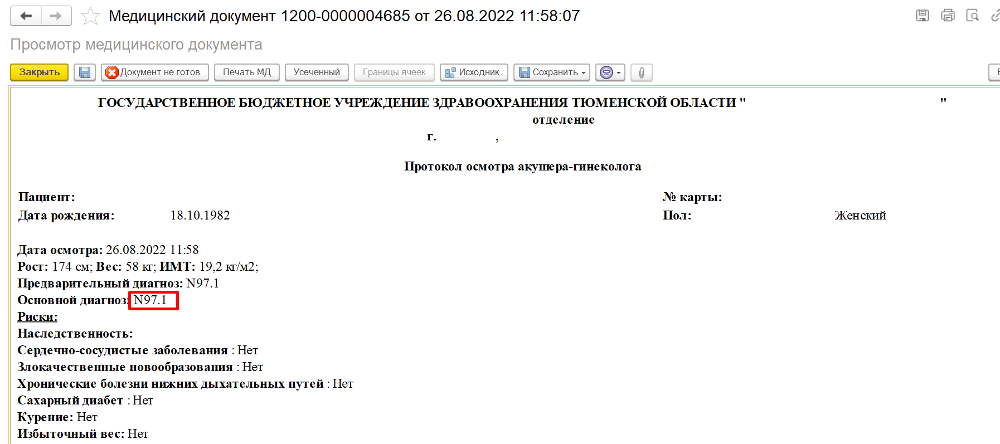 Медицинский документ 1200-0000004685 от 26.08.2022 11:58:07
Просмотр медицинского документа
Закрыть Документ не готов Печать МД Усеченный Границы ячеек Исходник Сохранить
ГОСУДАРСТВЕННОЕ БЮДЖЕТНОЕ УЧРЕЖДЕНИЕ ЗДРАВООХРАНЕНИЯ ТЮМЕНСКОЙ ОБЛАСТИ " "
отделение
г. ,
Протокол осмотра акушера-гинеколога
Пациент: № карты:
Дата рождения: 18.10.1982 Пол: Женский
Дата осмотра: 26.08.2022 11:58
Рост: 174 см; Вес: 58 кг; ИМТ: 19,2 кг/м2;
Предварительный диагноз: N97.1
Основной диагноз: N97.1
Риски:
Наследственность:
Сердечно-сосудистые заболевания : Нет
Злокачественные новообразования : Нет
Хронические болезни нижних дыхательных путей : Нет
Сахарный диабет : Нет
Курение: Нет
Избыточный вес: Нет